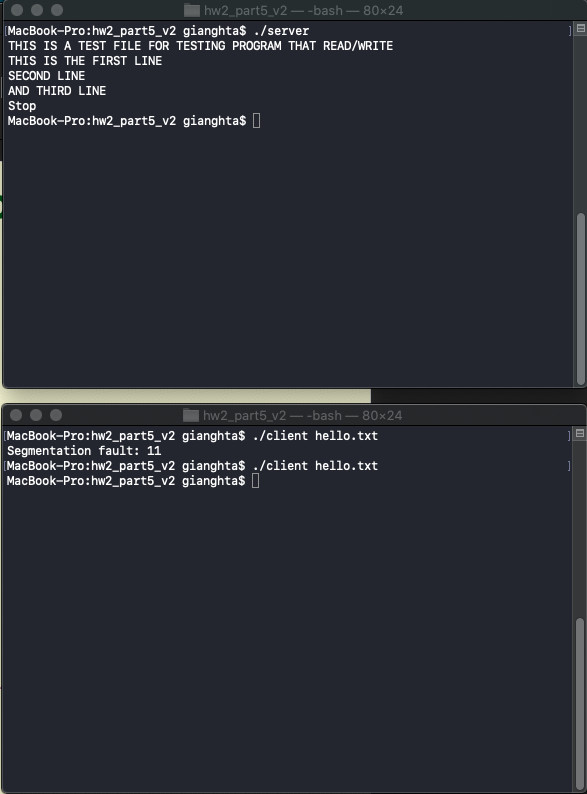 hw2_part5_v2 — -bash — 80×24
[MacBook-Pro:hw2_part5_v2 gianghta$ ./server ]
THIS IS A TEST FILE FOR TESTING PROGRAM THAT READ/WRITE
THIS IS THE FIRST LINE
SECOND LINE
AND THIRD LINE
Stop
MacBook-Pro:hw2_part5_v2 gianghta$
hw2_part5_v2 — -bash — 80×24
[MacBook-Pro:hw2_part5_v2 gianghta$ ./client hello.txt ]
Segmentation fault: 11
[MacBook-Pro:hw2_part5_v2 gianghta$ ./client hello.txt ]
MacBook-Pro:hw2_part5_v2 gianghta$